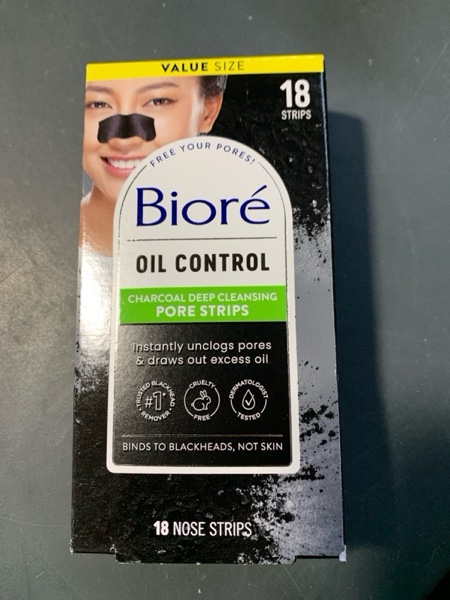 VALUE SIZE
18
STRIPS
FREE YOUR PORES!
Bioré
OIL CONTROL
CHARCOAL DEEP CLEANSING
PORE STRIPS
Instantly unclogs pores
& draws out excess oil
TRUSTED BLACKHEAD
#1*
REMOVER
CRUELTY
FREE
DERMATOLOGIST
TESTED
BINDS TO BLACKHEADS, NOT SKIN
18 NOSE STRIPS